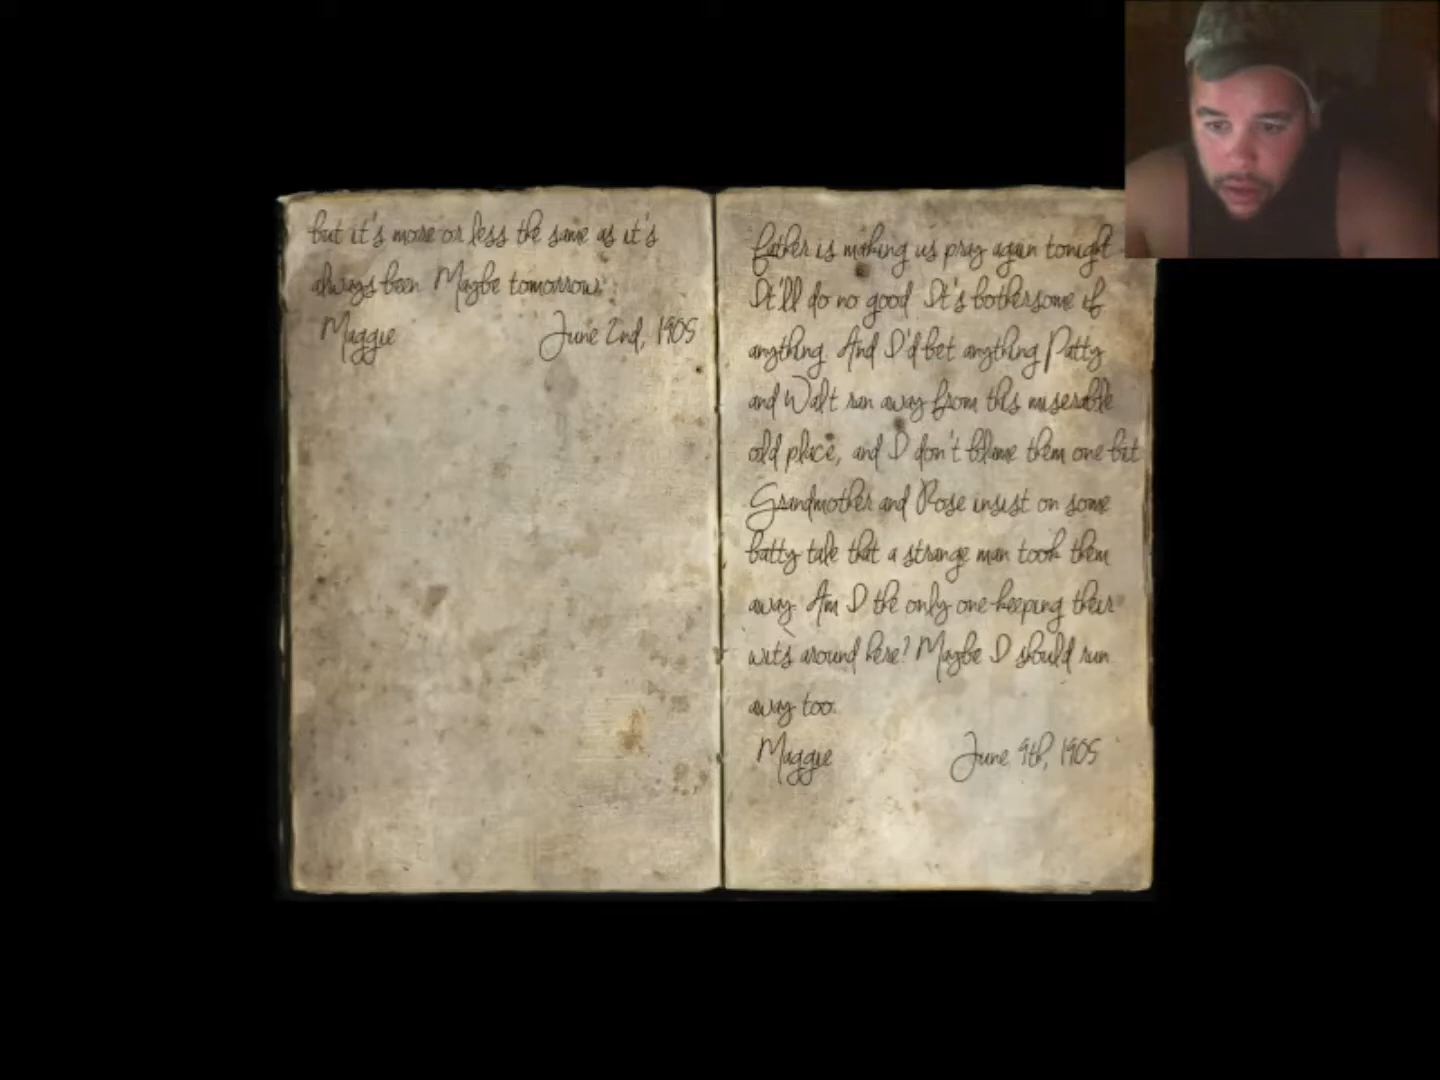 but it's more or less the same as it's
always been. Maybe tomorrow.
Maggie June 2nd, 1905
Father is making us pray again tonight.
It'll do no good. It's bothersome if
anything. And I'd bet anything Patty
and Walt ran away from this miserable
old place, and I don't blame them one bit.
Grandmother and Rose insist on some
batty tale that a strange man took them
away. Am I the only one keeping their
wits around here? Maybe I should run
away too.
Maggie June 9th, 1905